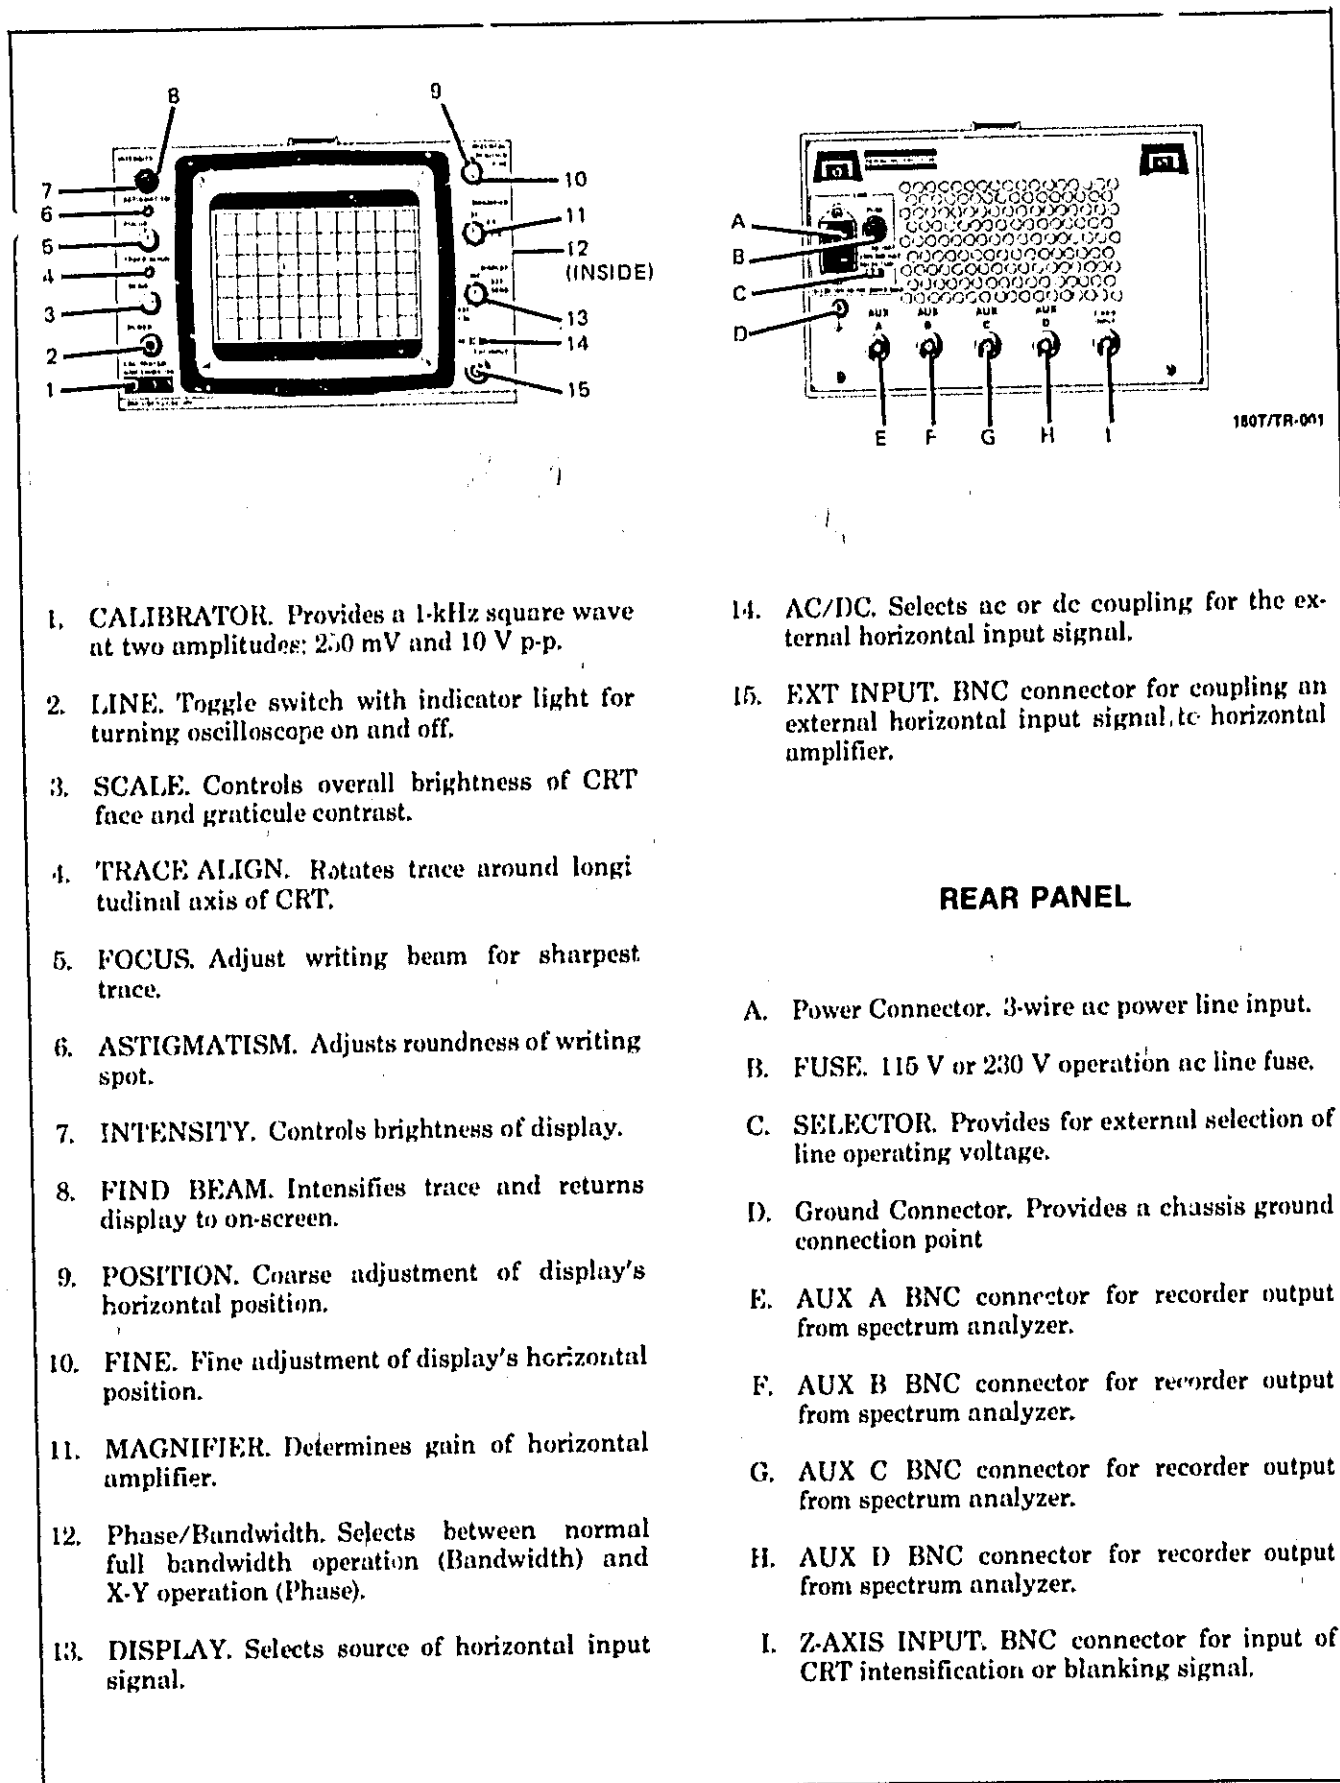 8
9
7
6
5
4
3
2
1
10
11
12
(INSIDE)
13
14
15
A
B
C
D
AUX
A
AUX
B
AUX
C
AUX
D
INPUT
E
F
G
H
I
180T/TR-001
1. CALIBRATOR. Provides a 1-kHz square wave
at two amplitudes; 250 mV and 10 V p-p.
2. LINE. Toggle switch with indicator light for
turning oscilloscope on and off.
3. SCALE. Controls overall brightness of CRT
face and graticule contrast.
4. TRACE ALIGN. Rotates trace around longi
tudinal axis of CRT.
5. FOCUS. Adjust writing beam for sharpest
trace.
6. ASTIGMATISM. Adjusts roundness of writing
spot.
7. INTENSITY. Controls brightness of display.
8. FIND BEAM. Intensifies trace and returns
display to on-screen.
9. POSITION. Coarse adjustment of display's
horizontal position.
10. FINE. Fine adjustment of display's horizontal
position.
11. MAGNIFIER. Determines gain of horizontal
amplifier.
12. Phase/Bandwidth. Selects between normal
full bandwidth operation (Bandwidth) and
X-Y operation (Phase).
13. DISPLAY. Selects source of horizontal input
signal.
14. AC/DC. Selects ac or dc coupling for the ex-
ternal horizontal input signal.
15. EXT INPUT. BNC connector for coupling an
external horizontal input signal to horizontal
amplifier.
REAR PANEL
A. Power Connector. 3-wire ac power line input.
B. FUSE. 115 V or 230 V operation ac line fuse.
C. SELECTOR. Provides for external selection of
line operating voltage.
D. Ground Connector. Provides a chassis ground
connection point
E. AUX A BNC connector for recorder output
from spectrum analyzer.
F. AUX B BNC connector for recorder output
from spectrum analyzer.
G. AUX C BNC connector for recorder output
from spectrum analyzer.
H. AUX D BNC connector for recorder output
from spectrum analyzer.
I. Z-AXIS INPUT. BNC connector for input of
CRT intensification or blanking signal.